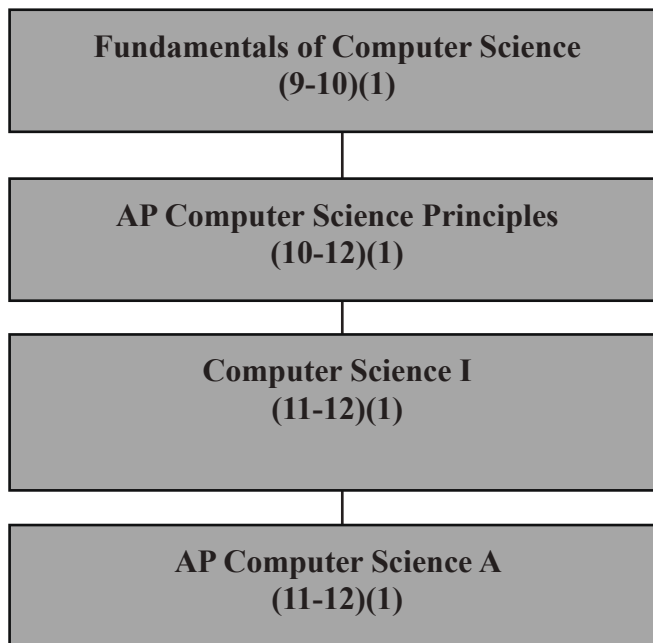 Fundamentals of Computer Science
(9-10)(1)
AP Computer Science Principles
(10-12)(1)
Computer Science I
(11-12)(1)
AP Computer Science A
(11-12)(1)